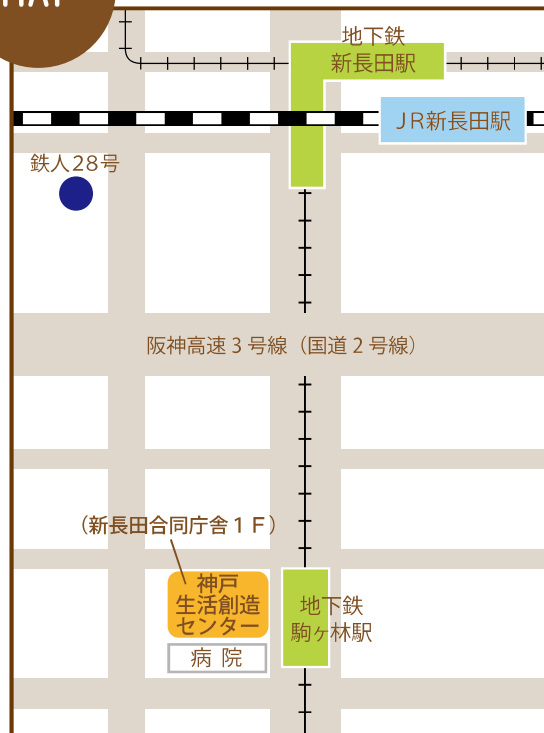 MAP
地下鉄
新長田駅
JR新長田駅
鉄人28号
阪神高速3号線（国道2号線）
（新長田合同庁舎1F）
神戸
生活創造
センター
地下鉄
駒ヶ林駅
病院